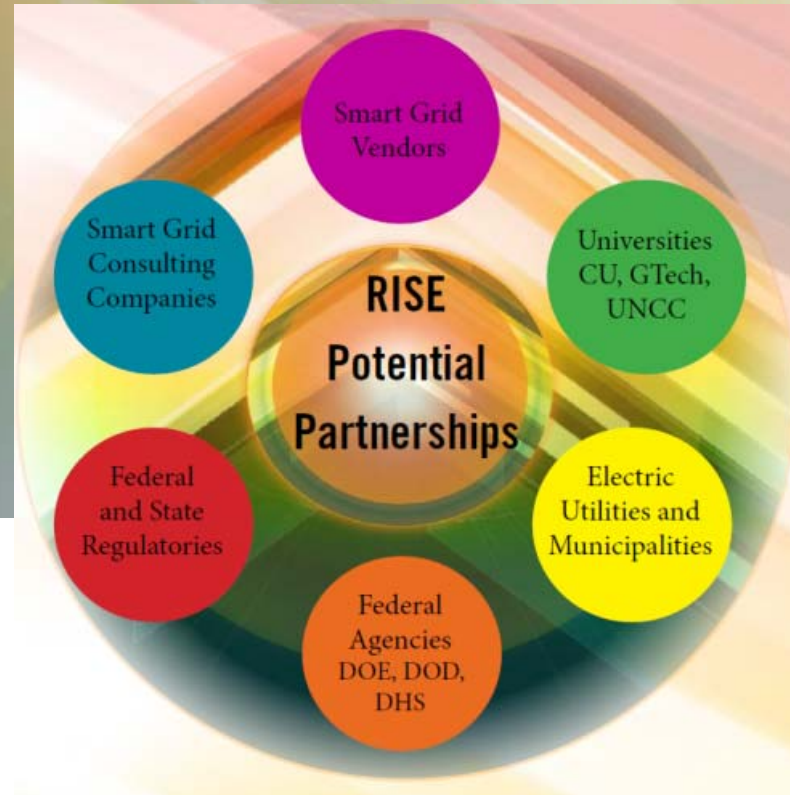 Smart Grid
Vendors
Smart Grid
Consulting
Companies
Universities
CU, GTech,
UNCC
RISE
Potential
Partnerships
Federal
and State
Regulatories
Electric
Utilities and
Municipalities
Federal
Agencies
DOE, DOD,
DHS